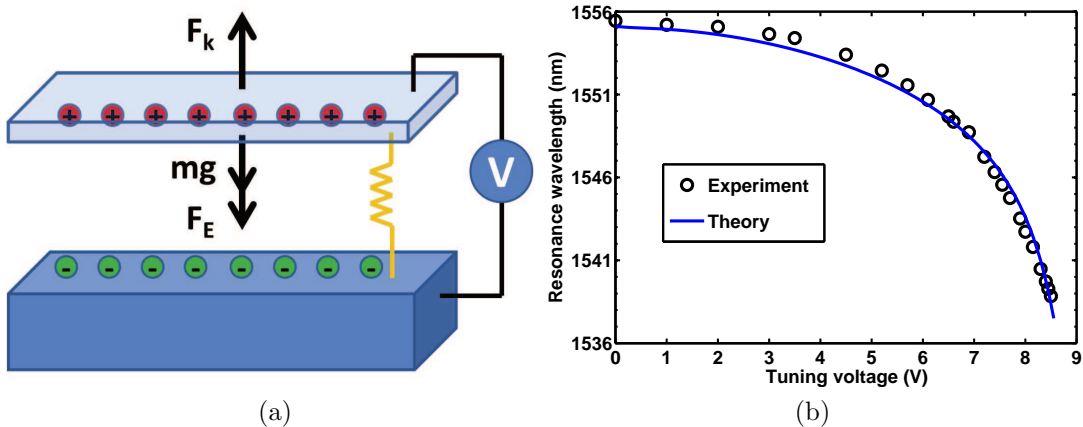 F_k
+ + + + + + + +
mg
F_E
V
- - - - - - - -
(a)
1556
1551
1546
1541
1536
Resonance wavelength (nm)
Experiment
Theory
0 1 2 3 4 5 6 7 8 9
Tuning voltage (V)
(b)